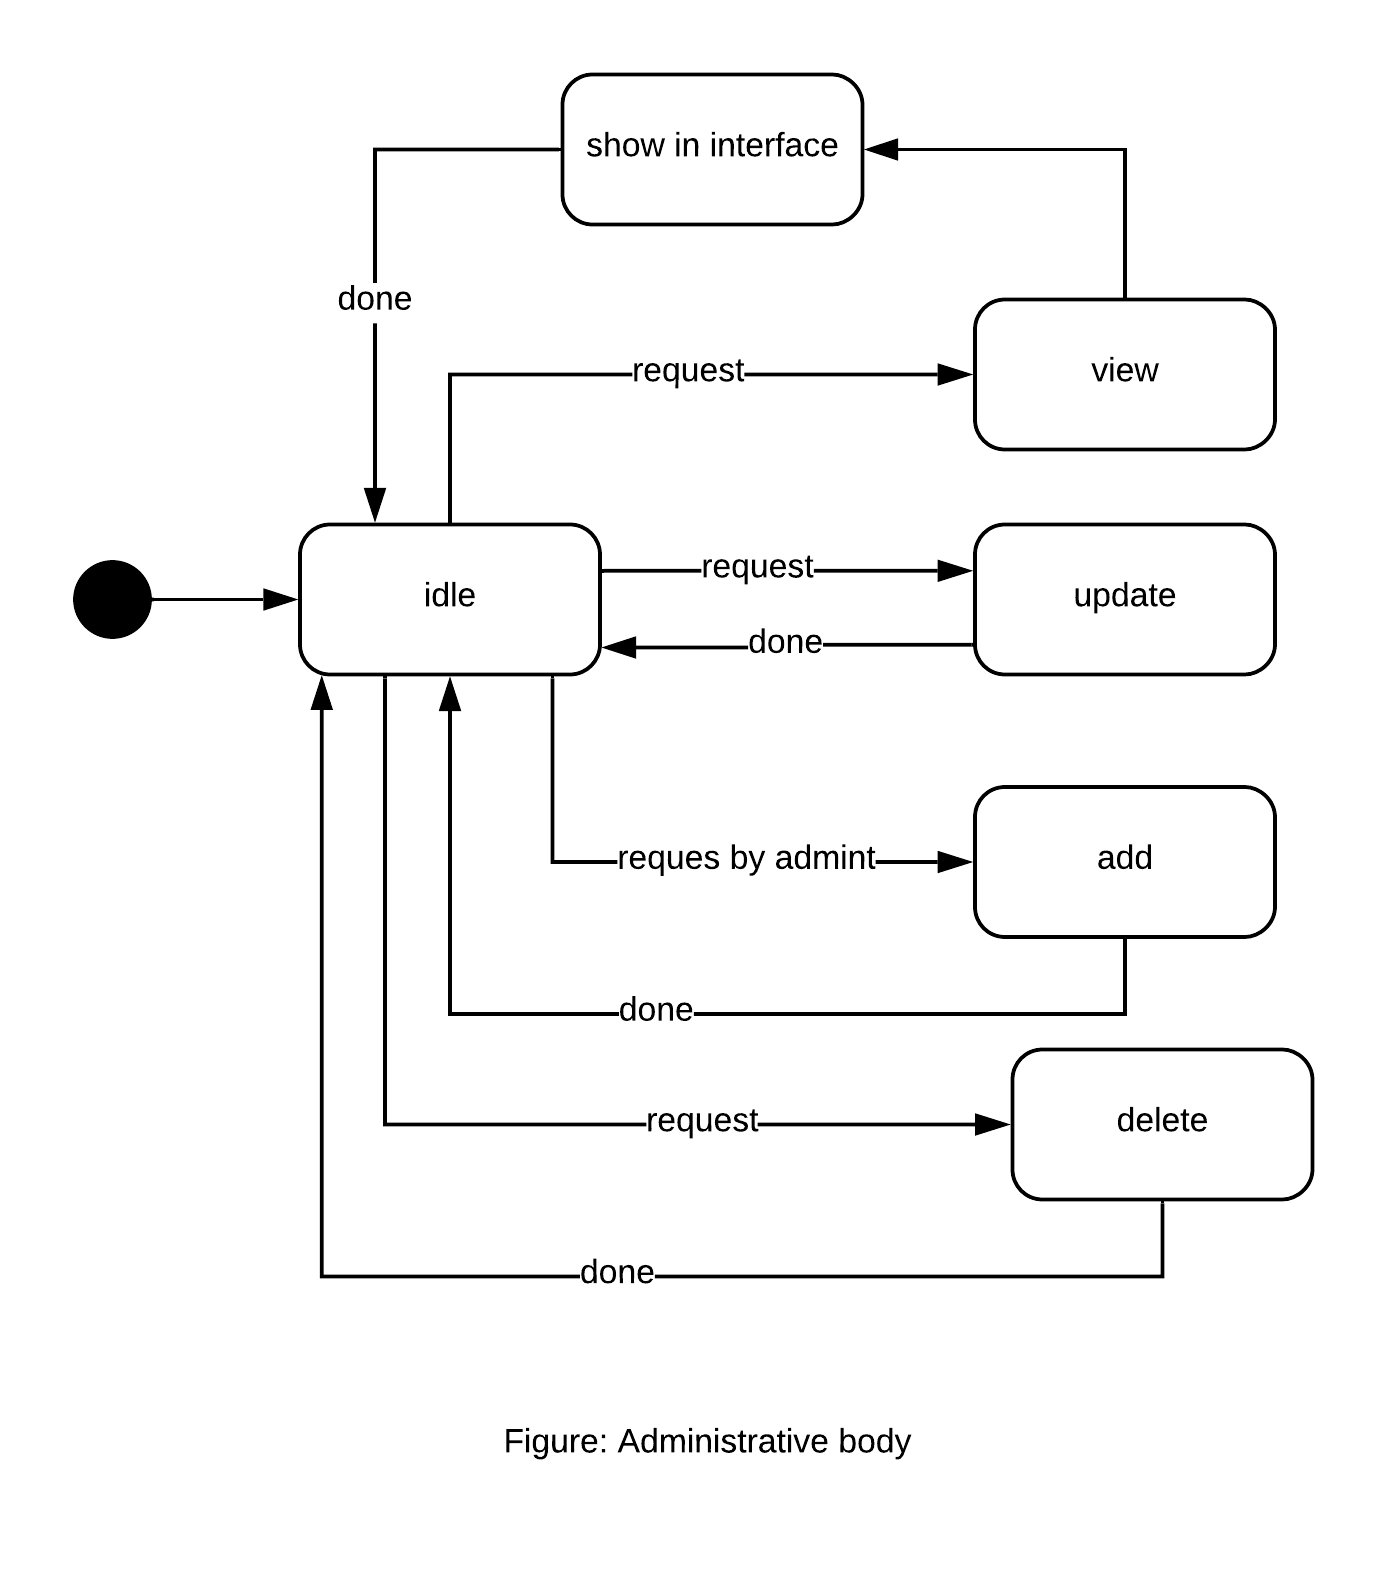 show in interface
done
request
view
request
idle
update
done
reques by admint
add
done
request
delete
done
Figure: Administrative body